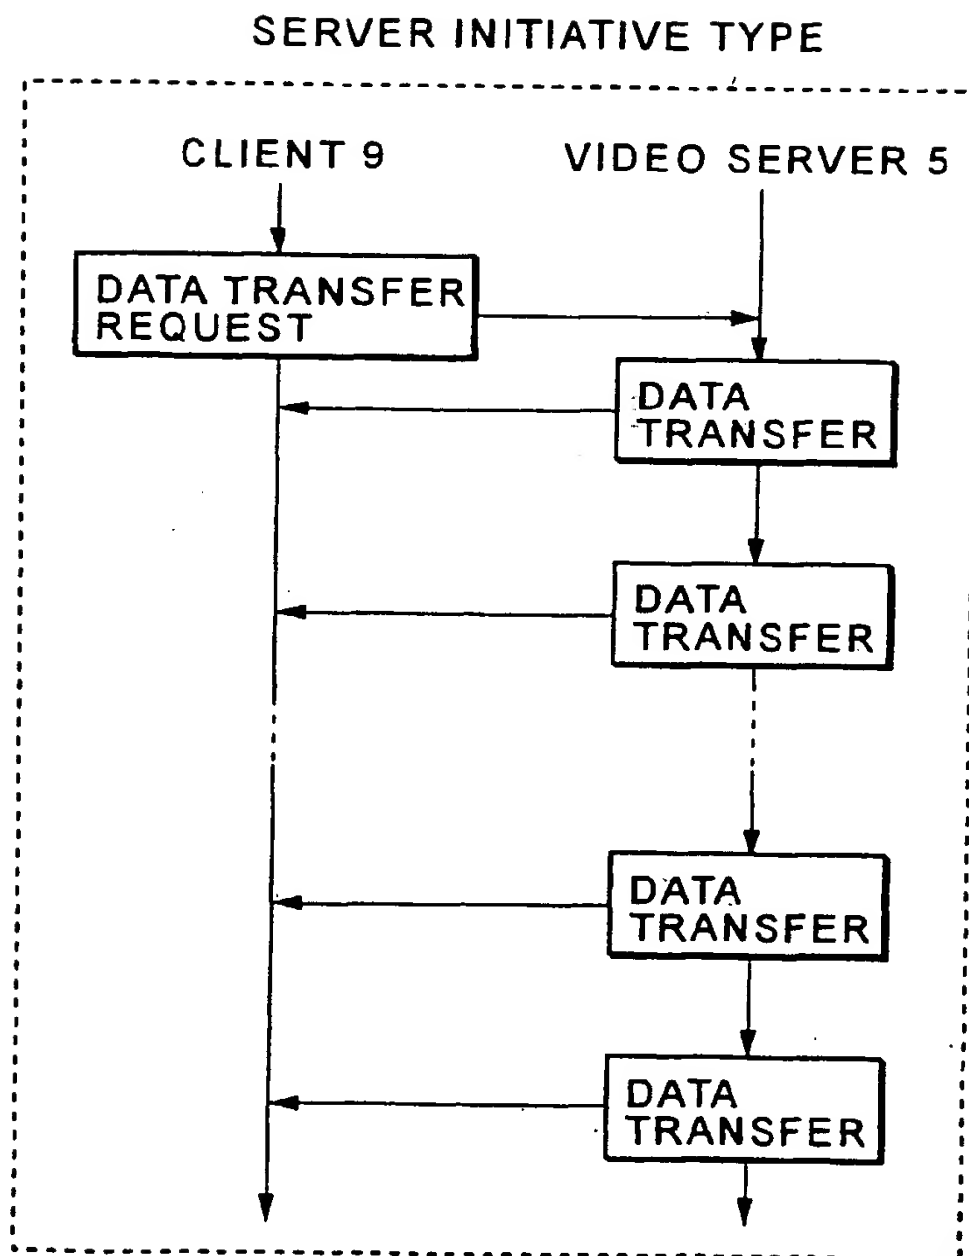 SERVER INITIATIVE TYPE
CLIENT 9
VIDEO SERVER 5
DATA TRANSFER
REQUEST
DATA
TRANSFER
DATA
TRANSFER
DATA
TRANSFER
DATA
TRANSFER